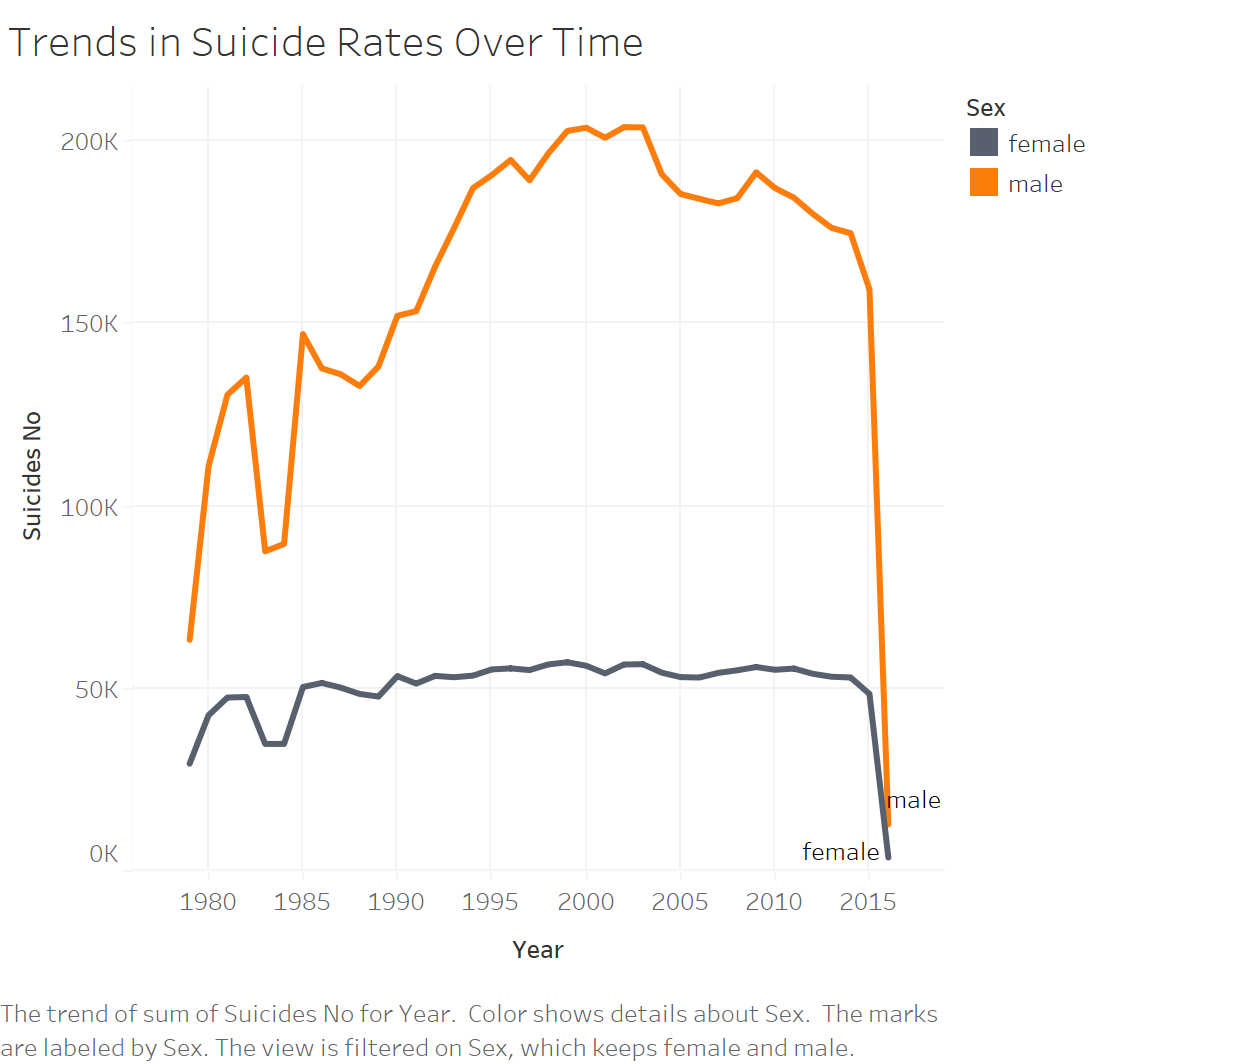 Trends in Suicide Rates Over Time
Sex
female
male
200K
150K
100K
50K
0K
Suicides No
male
female
1980 1985 1990 1995 2000 2005 2010 2015
Year
The trend of sum of Suicides No for Year.  Color shows details about Sex.  The marks
are labeled by Sex. The view is filtered on Sex, which keeps female and male.